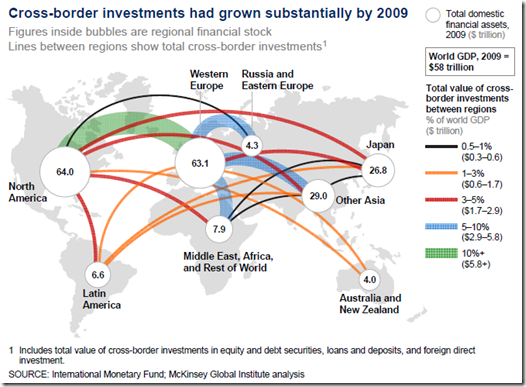 Cross-border investments had grown substantially by 2009
Figures inside bubbles are regional financial stock
Lines between regions show total cross-border investments1
Total domestic
financial assets,
2009 ($ trillion)
World GDP, 2009 =
$58 trillion
Total value of cross-
border investments
between regions
% of world GDP
($ trillion)
0.5–1%
($0.3–0.6)
1–3%
($0.6–1.7)
3–5%
($1.7–2.9)
5–10%
($2.9–5.8)
10%+
($5.8+)
Western
Europe
Russia and
Eastern Europe
Japan
4.3
64.0
63.1
26.8
North
America
29.0
Other Asia
7.9
Middle East, Africa,
and Rest of World
6.6
4.0
Latin
America
Australia and
New Zealand
1 Includes total value of cross-border investments in equity and debt securities, loans and deposits, and foreign direct
investment.
SOURCE: International Monetary Fund; McKinsey Global Institute analysis